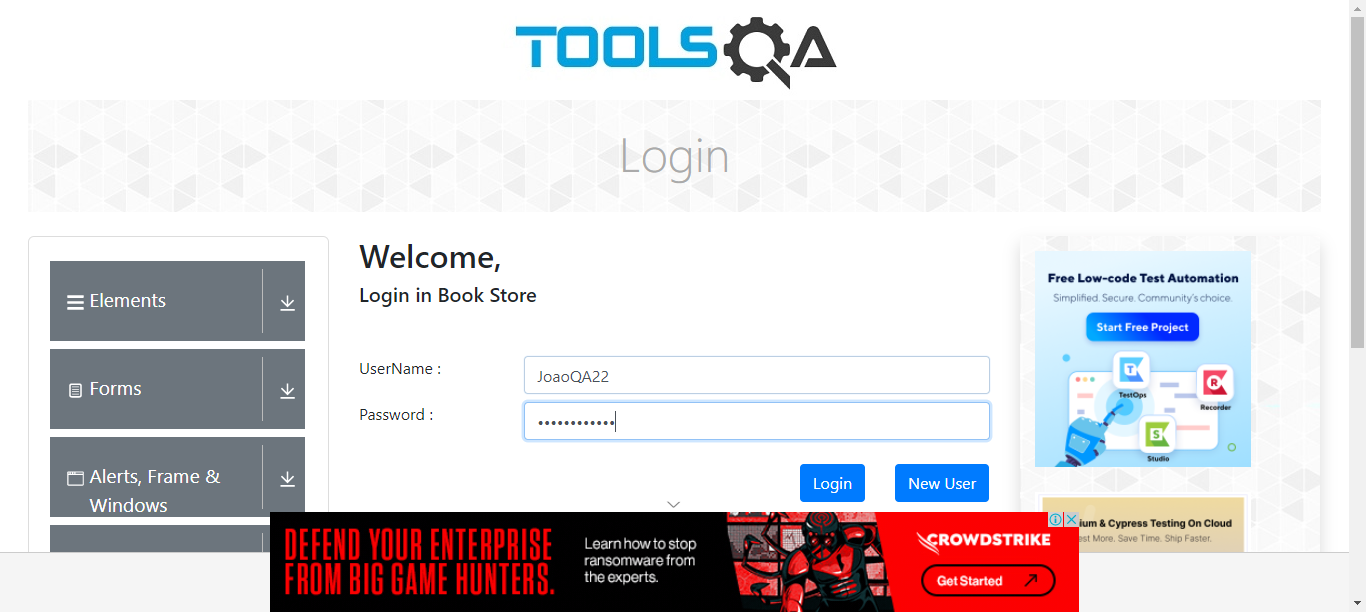 TOOLSQA
Login
Elements
Forms
Alerts, Frame &
Windows
Welcome,
Login in Book Store
UserName :
JoaoQA22
Password :
••••••••••••
Login
New User
Free Low-code Test Automation
Simplified. Secure. Community's choice.
Start Free Project
T
TestOps
R
Recorder
S
Studio
ium & Cypress Testing On Cloud
est More. Save Time. Ship Faster.
DEFEND YOUR ENTERPRISE
FROM BIG GAME HUNTERS.
Learn how to stop
ransomware from
the experts.
CROWDSTRIKE
Get Started